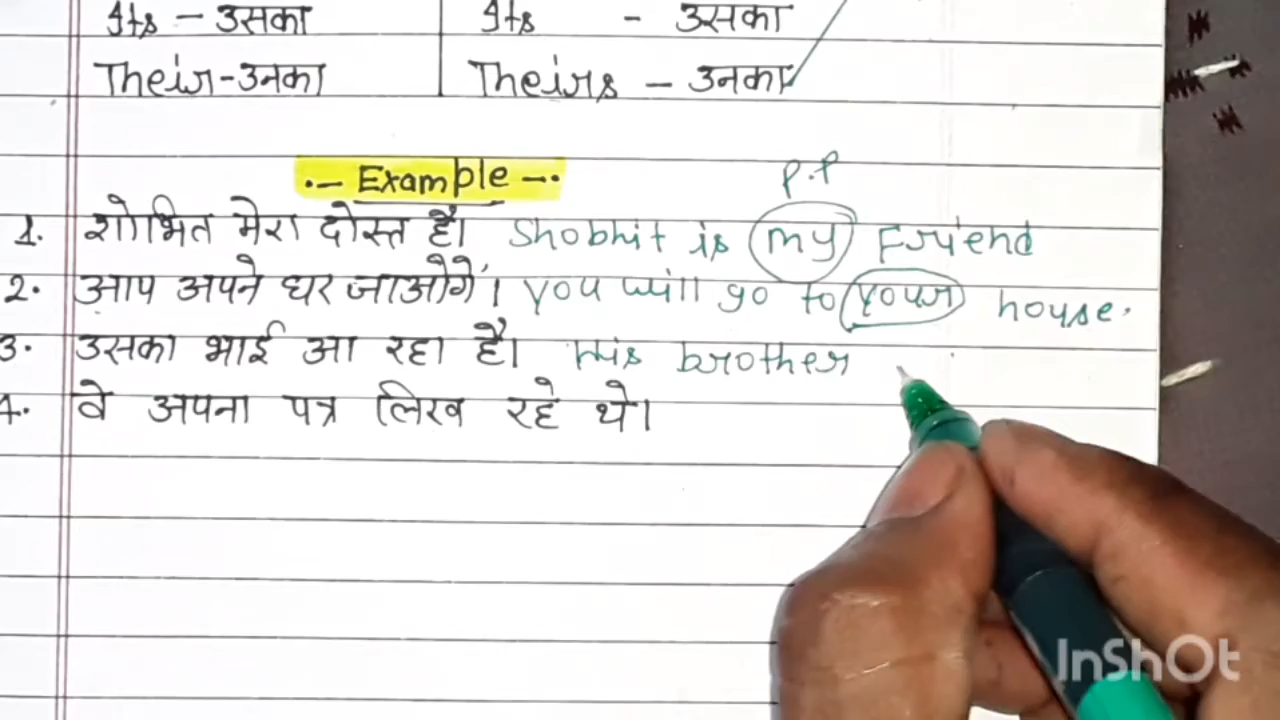 Its - उसका Its - उसका
Their - उनका Theirs - उनका
Example
P.P
1. शोभित मेरा दोस्त है। Shobhit is my Friend
2. आप अपने घर जाओगे। You will go to your house.
3. उसका भाई आ रहा है। His brother
4. वे अपना पत्र लिख रहे थे।
InShOt